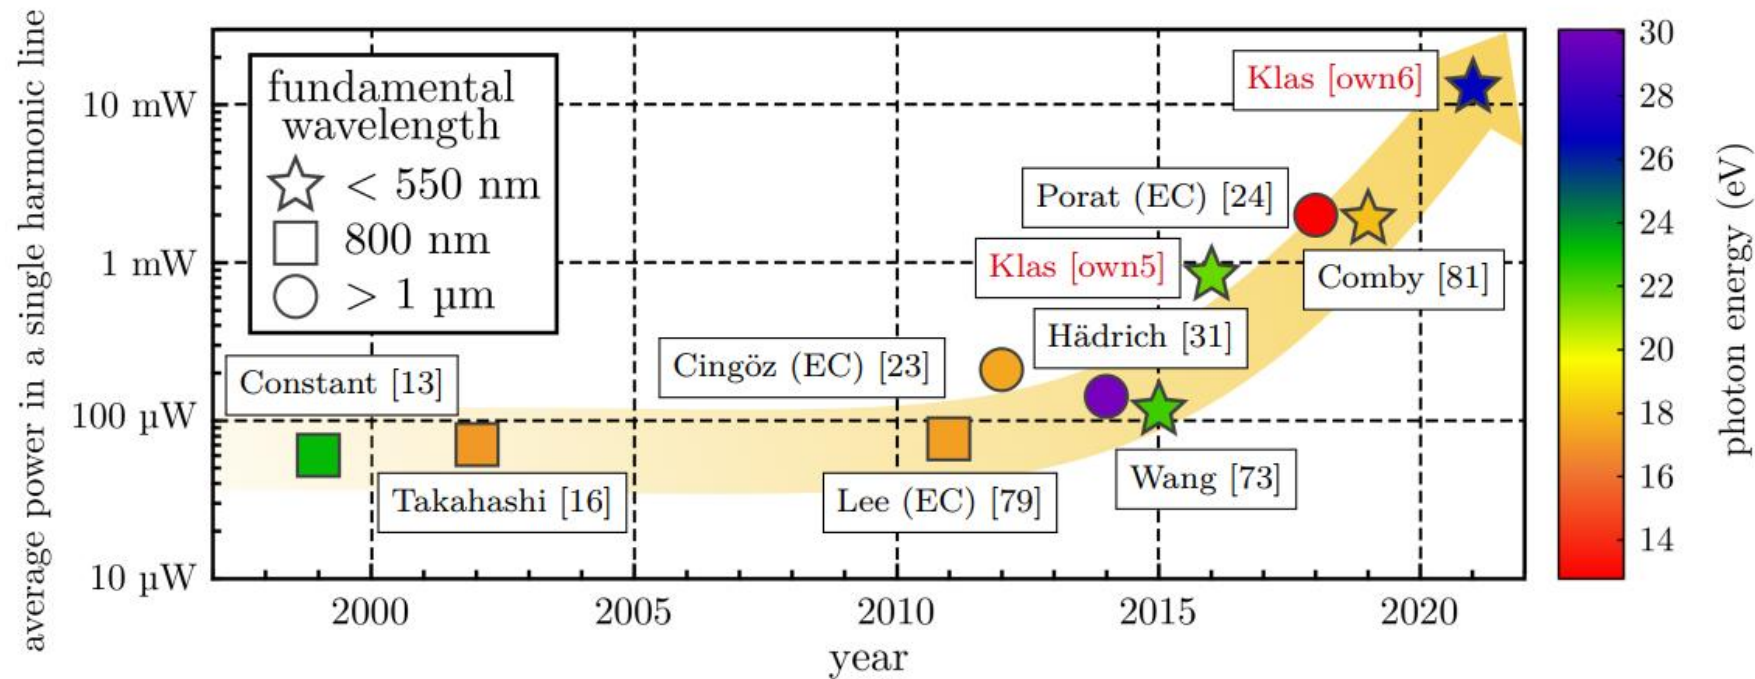 average power in a single harmonic line
10 mW
1 mW
100 µW
10 µW
fundamental
wavelength
< 550 nm
800 nm
> 1 µm
Klas [own6]
Porat (EC) [24]
Klas [own5]
Comby [81]
Hädrich [31]
Cingöz (EC) [23]
Constant [13]
Takahashi [16]
Lee (EC) [79]
Wang [73]
2000
2005
2010
2015
2020
year
30
28
26
24
22
20
18
16
14
photon energy (eV)